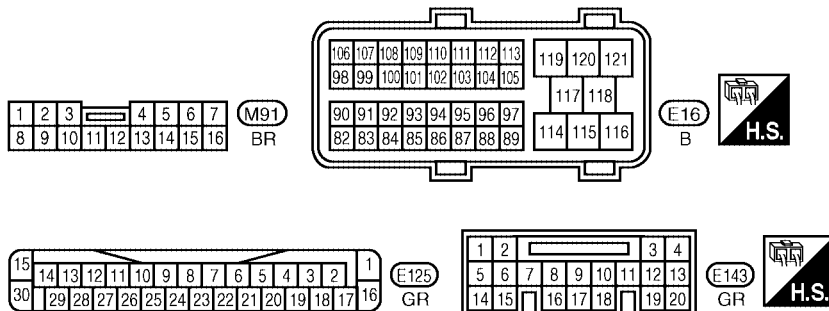 106 107 108 109 110 111 112 113 119 120 121
98 99 100 101 102 103 104 105
117 118
1 2 3 4 5 6 7 M91 90 91 92 93 94 95 96 97 E16
8 9 10 11 12 13 14 15 16 BR 82 83 84 85 86 87 88 89 114 115 116 B H.S.
15 1 1 2 3 4
14 13 12 11 10 9 8 7 6 5 4 3 2 E125 5 6 7 8 9 10 11 12 13 E143
30 29 28 27 26 25 24 23 22 21 20 19 18 17 16 GR 14 15 16 17 18 19 20 GR H.S.